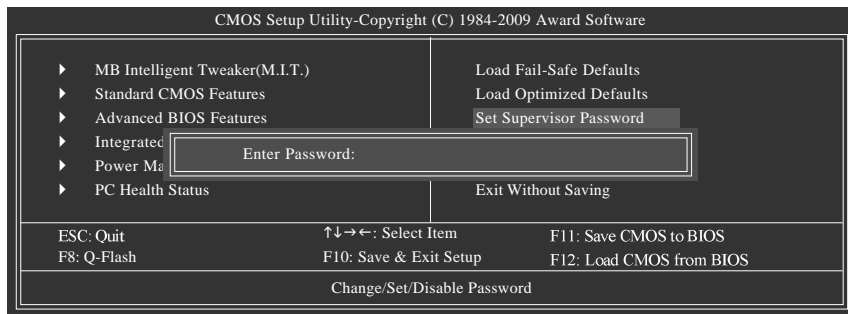 CMOS Setup Utility-Copyright (C) 1984-2009 Award Software
MB Intelligent Tweaker(M.I.T.)
Standard CMOS Features
Advanced BIOS Features
Integrated
Power Ma
PC Health Status
Load Fail-Safe Defaults
Load Optimized Defaults
Set Supervisor Password
Exit Without Saving
Enter Password:
ESC: Quit
↑↓→←: Select Item
F11: Save CMOS to BIOS
F8: Q-Flash
F10: Save & Exit Setup
F12: Load CMOS from BIOS
Change/Set/Disable Password